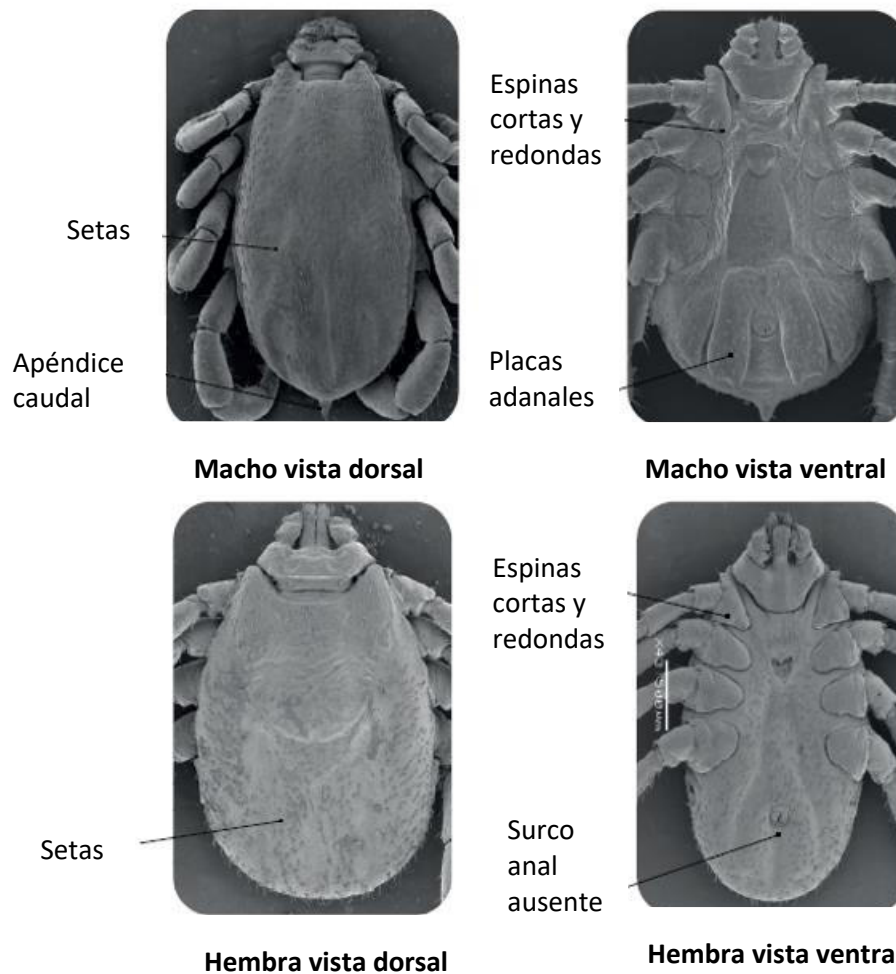 Setas
Apéndice
caudal
Espinas
cortas y
redondas
Placas
adanales
Macho vista dorsal
Macho vista ventral
Setas
Espinas
cortas y
redondas
Surco
anal
ausente
Hembra vista dorsal
Hembra vista ventra